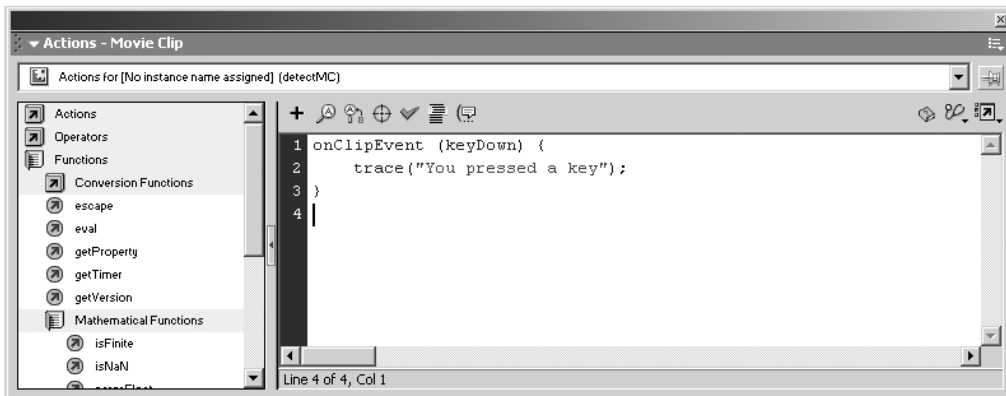 Actions - Movie Clip
Actions for [No instance name assigned] (detectMC)
Actions
Operators
Functions
Conversion Functions
escape
eval
getProperty
getTimer
getVersion
Mathematical Functions
isFinite
isNaN
1 onClipEvent (keyDown) {
2 trace("You pressed a key");
3 }
4
Line 4 of 4, Col 1